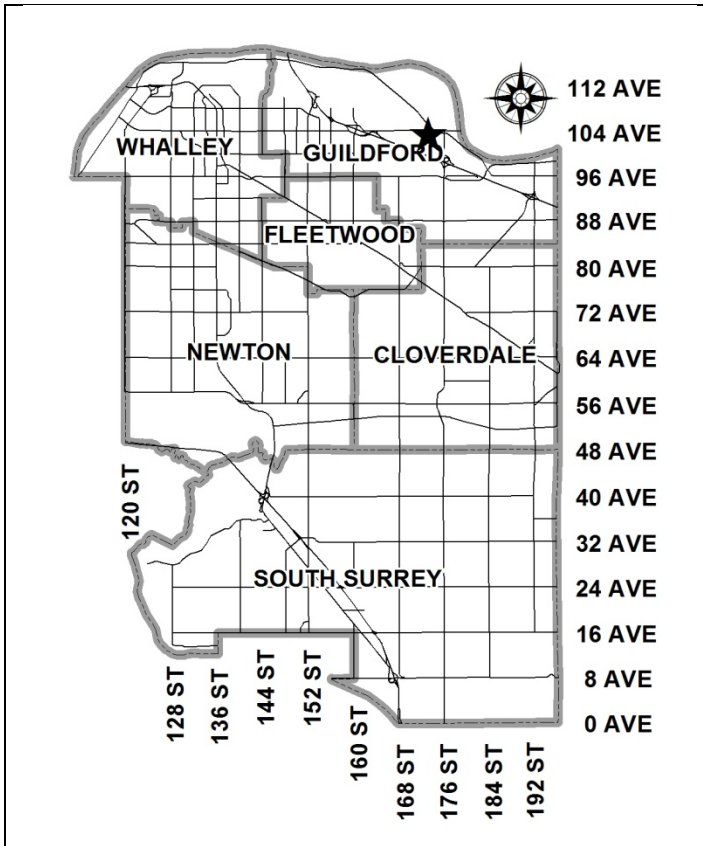 112 AVE
104 AVE
WHALLEY
GUILDFORD
96 AVE
88 AVE
FLEETWOOD
80 AVE
72 AVE
NEWTON
CLOVERDALE
64 AVE
56 AVE
48 AVE
120 ST
40 AVE
32 AVE
SOUTH SURREY
24 AVE
16 AVE
8 AVE
0 AVE
128 ST
136 ST
144 ST
152 ST
160 ST
168 ST
176 ST
184 ST
192 ST